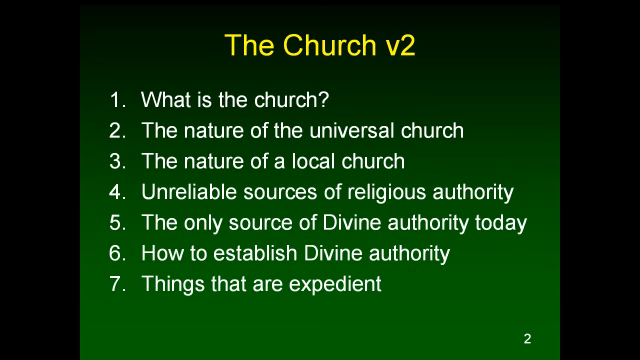 The Church v2
1. What is the church?
2. The nature of the universal church
3. The nature of a local church
4. Unreliable sources of religious authority
5. The only source of Divine authority today
6. How to establish Divine authority
7. Things that are expedient
2